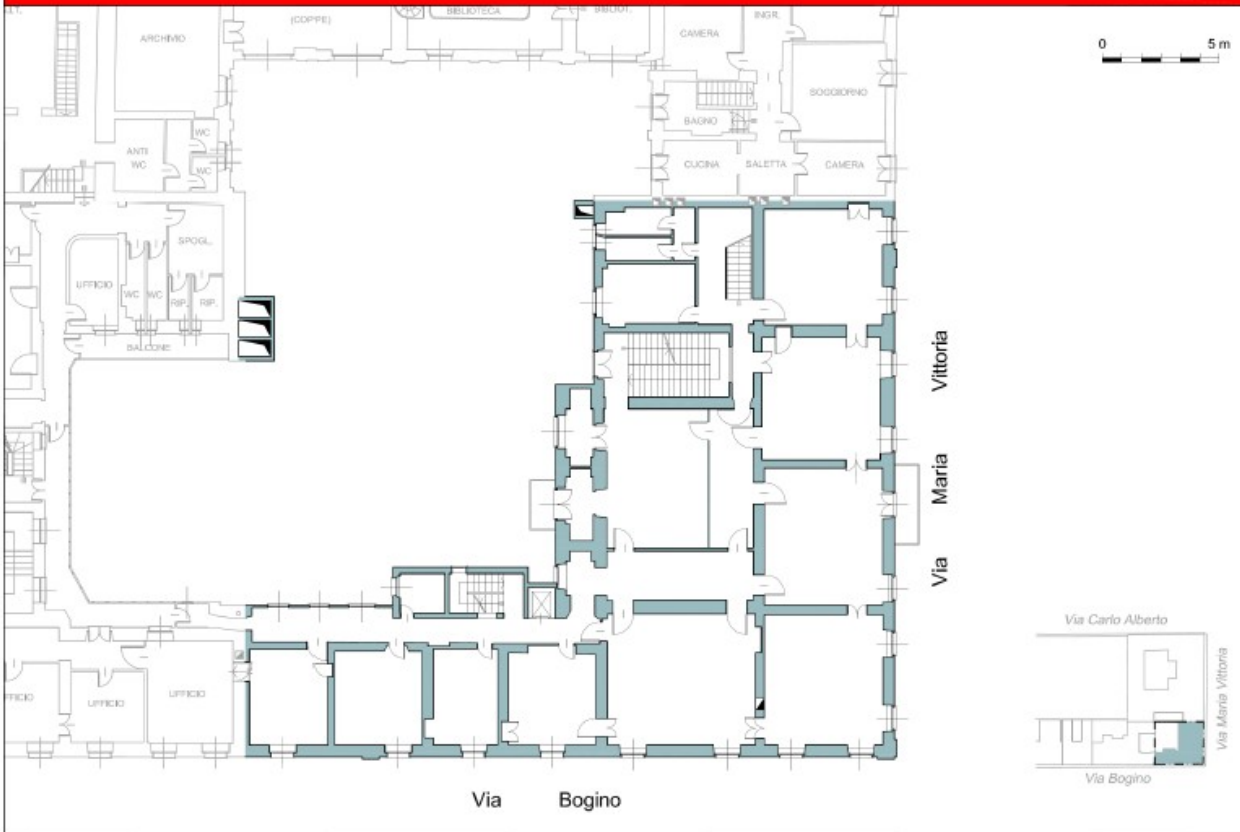 (COPPE)
BIBLIOTECA
BIBLIOT.
INGR.
ARCHIVIO
CAMERA
0 5 m
SOGGIORNO
BAGNO
WC
ANTI
WC
WC
CUCINA
SALETTA
CAMERA
SPOGL.
UFFICIO
WC
WC
RIP.
RIP.
BALCONE
Vittoria
Maria
Via
UFFICIO
UFFICIO
Via Bogino
Via Carlo Alberto
Via Maria Vittoria
Via Bogino